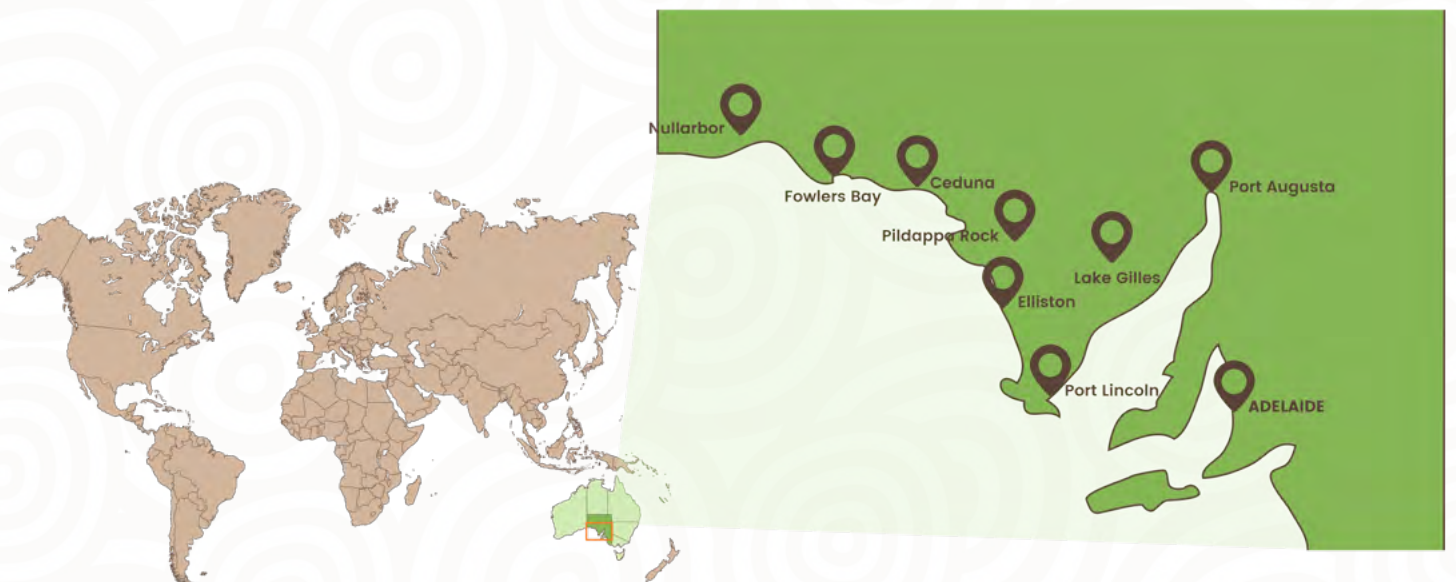 Nullarbor
Fowlers Bay
Ceduna
Port Augusta
Pildappa Rock
Lake Gilles
Elliston
Port Lincoln
ADELAIDE